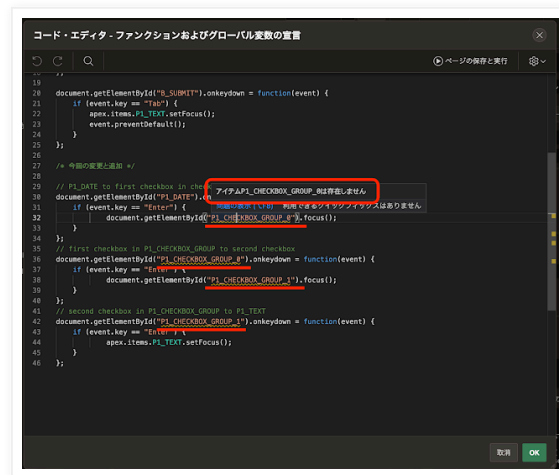 コード・エディタ - ファンクションおよびグローバル変数の宣言
ページの保存と実行
19
20 document.getElementById("B_SUBMIT").onkeydown = function(event) {
21 if (event.key == "Tab") {
22 apex.items.P1_TEXT.setFocus();
23 event.preventDefault();
24 }
25 };
26
27 /* 今回の変更と追加 */
28
29 // P1_DATE to first checkbox in check
アイテムP1_CHECKBOX_GROUP_0は存在しません
30 document.getElementById("P1_DATE").on
問題の表示 利用できるクイックフィックスはありません
31 if (event.key == "Enter") {
32 document.getElementById("P1_CHECKBOX_GROUP_0").focus();
33 }
34 };
35 // first checkbox in P1_CHECKBOX_GROUP to second checkbox
36 document.getElementById("P1_CHECKBOX_GROUP_0").onkeydown = function(event) {
37 if (event.key == "Enter") {
38 document.getElementById("P1_CHECKBOX_GROUP_1").focus();
39 }
40 };
41 // second checkbox in P1_CHECKBOX_GROUP to P1_TEXT
42 document.getElementById("P1_CHECKBOX_GROUP_1").onkeydown = function(event) {
43 if (event.key == "Enter") {
44 apex.items.P1_TEXT.setFocus();
45 }
46 };
取消
OK